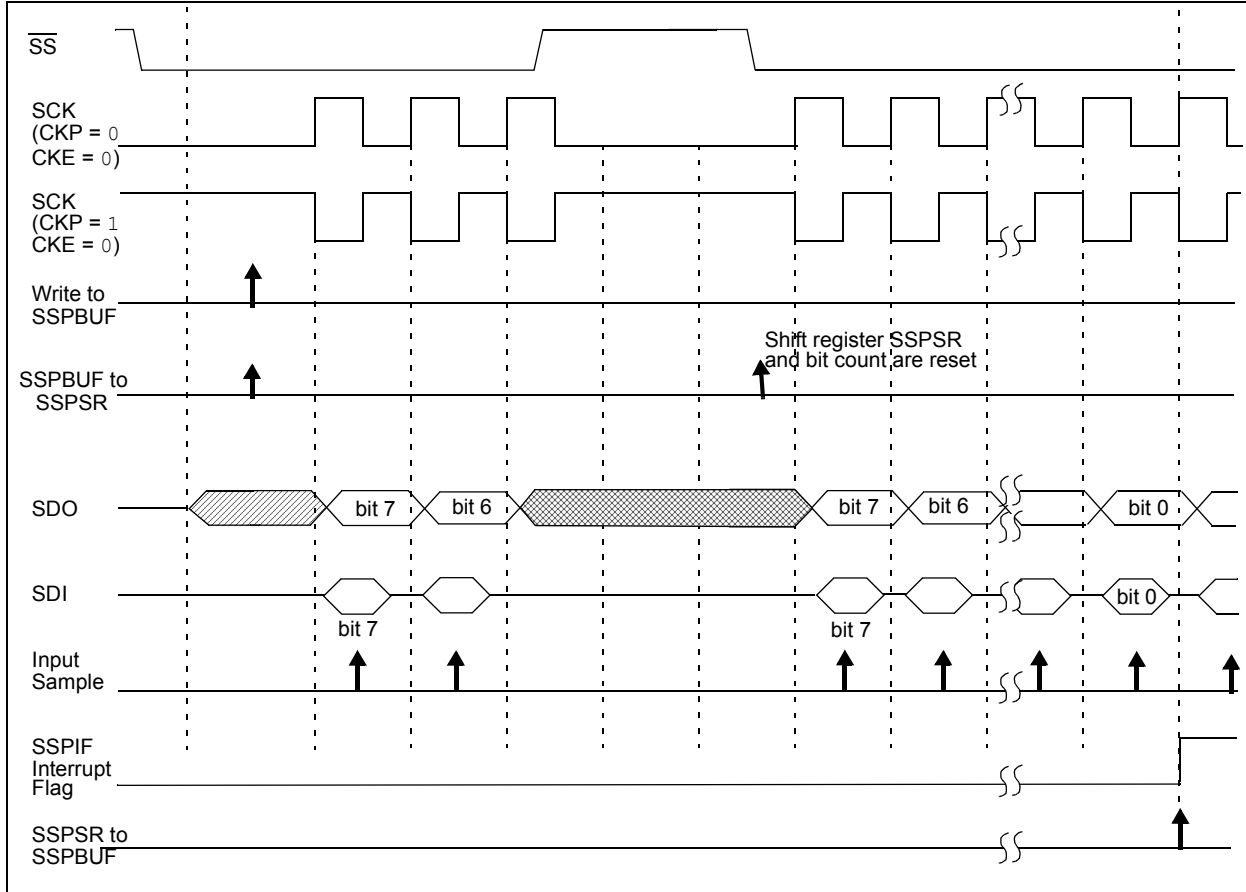 SS
SCK
(CKP = 0
CKE = 0)
SCK
(CKP = 1
CKE = 0)
Write to
SSPBUF
Shift register SSPSR
and bit count are reset
SSPBUF to
SSPSR
SDO
bit 7
bit 6
bit 7
bit 6
bit 0
SDI
bit 0
bit 7
bit 7
Input
Sample
SSPIF
Interrupt
Flag
SSPSR to
SSPBUF